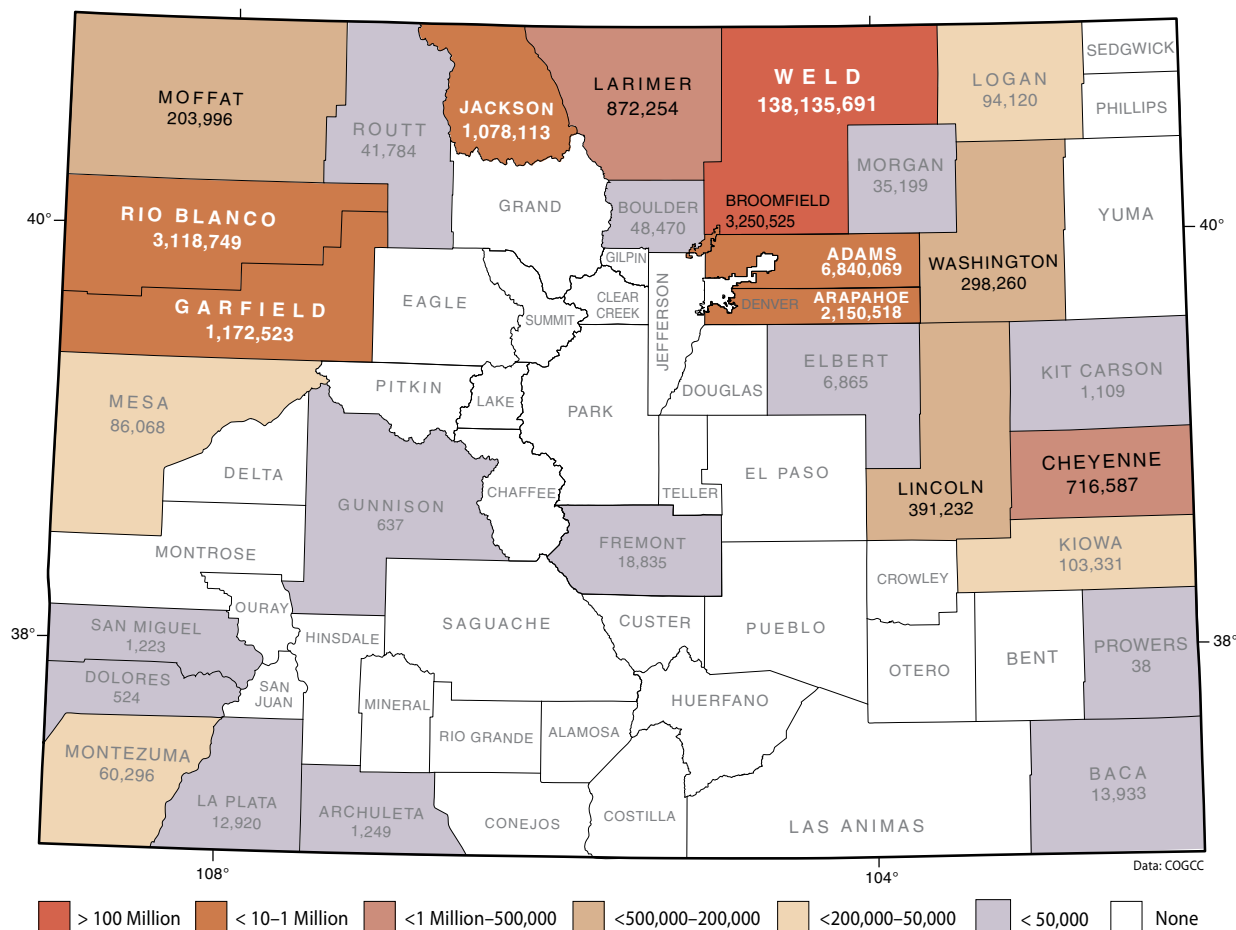 SEDGWICK
MOFFAT
203,996
ROUTT
41,784
JACKSON
1,078,113
LARIMER
872,254
WELD
138,135,691
LOGAN
94,120
PHILLIPS
MORGAN
35,199
40°
RIO BLANCO
3,118,749
GRAND
BOULDER
48,470
BROOMFIELD
3,250,525
YUMA
40°
GILPIN
ADAMS
6,840,069
WASHINGTON
298,260
GARFIELD
1,172,523
EAGLE
SUMMIT
CLEAR
CREEK
JEFFERSON
DENVER
ARAPAHOE
2,150,518
MESA
86,068
PITKIN
LAKE
PARK
DOUGLAS
ELBERT
6,865
KIT CARSON
1,109
DELTA
GUNNISON
637
CHAFFEE
TELLER
EL PASO
LINCOLN
391,232
CHEYENNE
716,587
MONTROSE
FREMONT
18,835
KIOWA
103,331
CROWLEY
OURAY
38°
SAN MIGUEL
1,223
HINSDALE
SAGUACHE
CUSTER
PUEBLO
OTERO
BENT
PROWERS
38
38°
DOLORES
524
SAN
JUAN
MINERAL
RIO GRANDE
ALAMOSA
HUERFANO
MONTEZUMA
60,296
LA PLATA
12,920
ARCHULETA
1,249
CONEJOS
COSTILLA
LAS ANIMAS
BACA
13,933
108°
104°
Data: COGCC
> 100 Million
< 10–1 Million
<1 Million–500,000
<500,000–200,000
<200,000–50,000
< 50,000
None